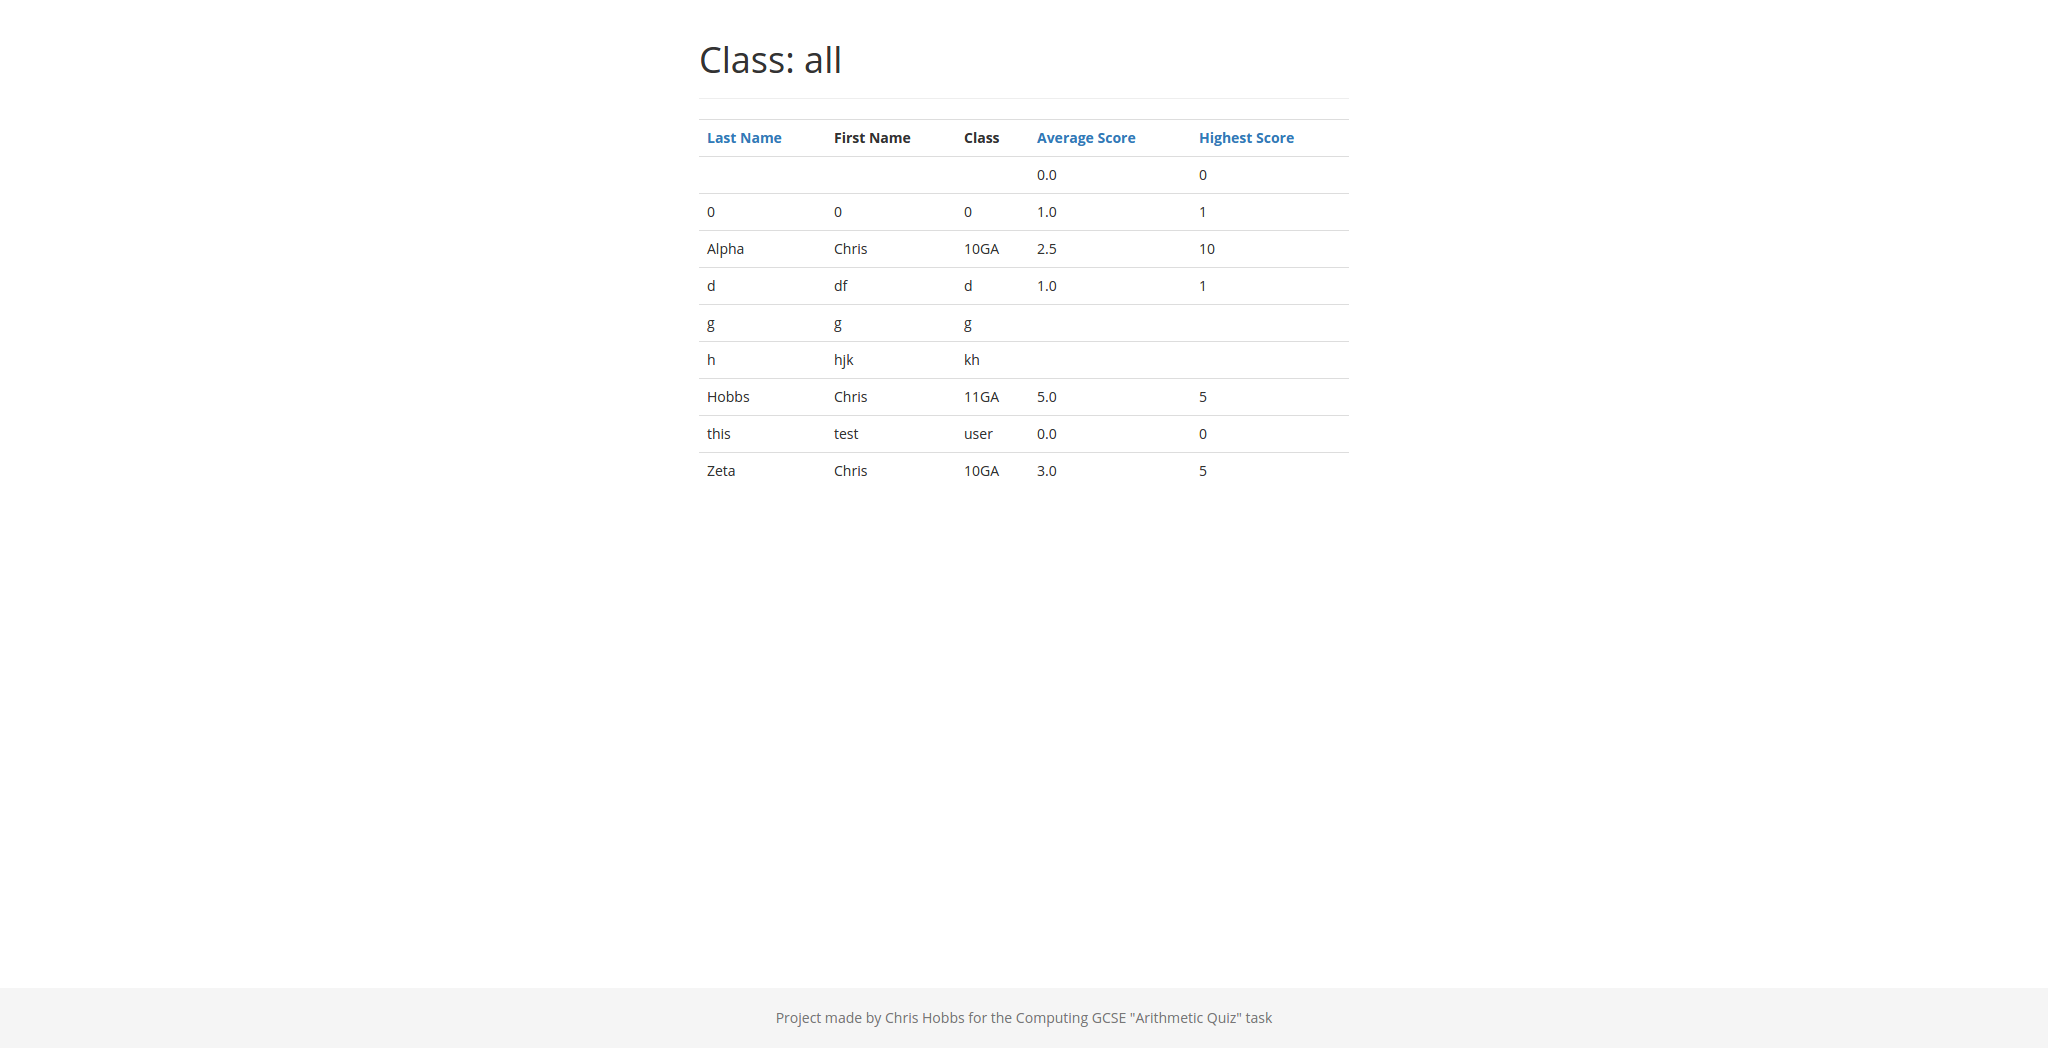 Class: all
Last Name First Name Class Average Score Highest Score
0.0 0
0 0 0 1.0 1
Alpha Chris 10GA 2.5 10
d df d 1.0 1
g g g
h hjk kh
Hobbs Chris 11GA 5.0 5
this test user 0.0 0
Zeta Chris 10GA 3.0 5
Project made by Chris Hobbs for the Computing GCSE "Arithmetic Quiz" task